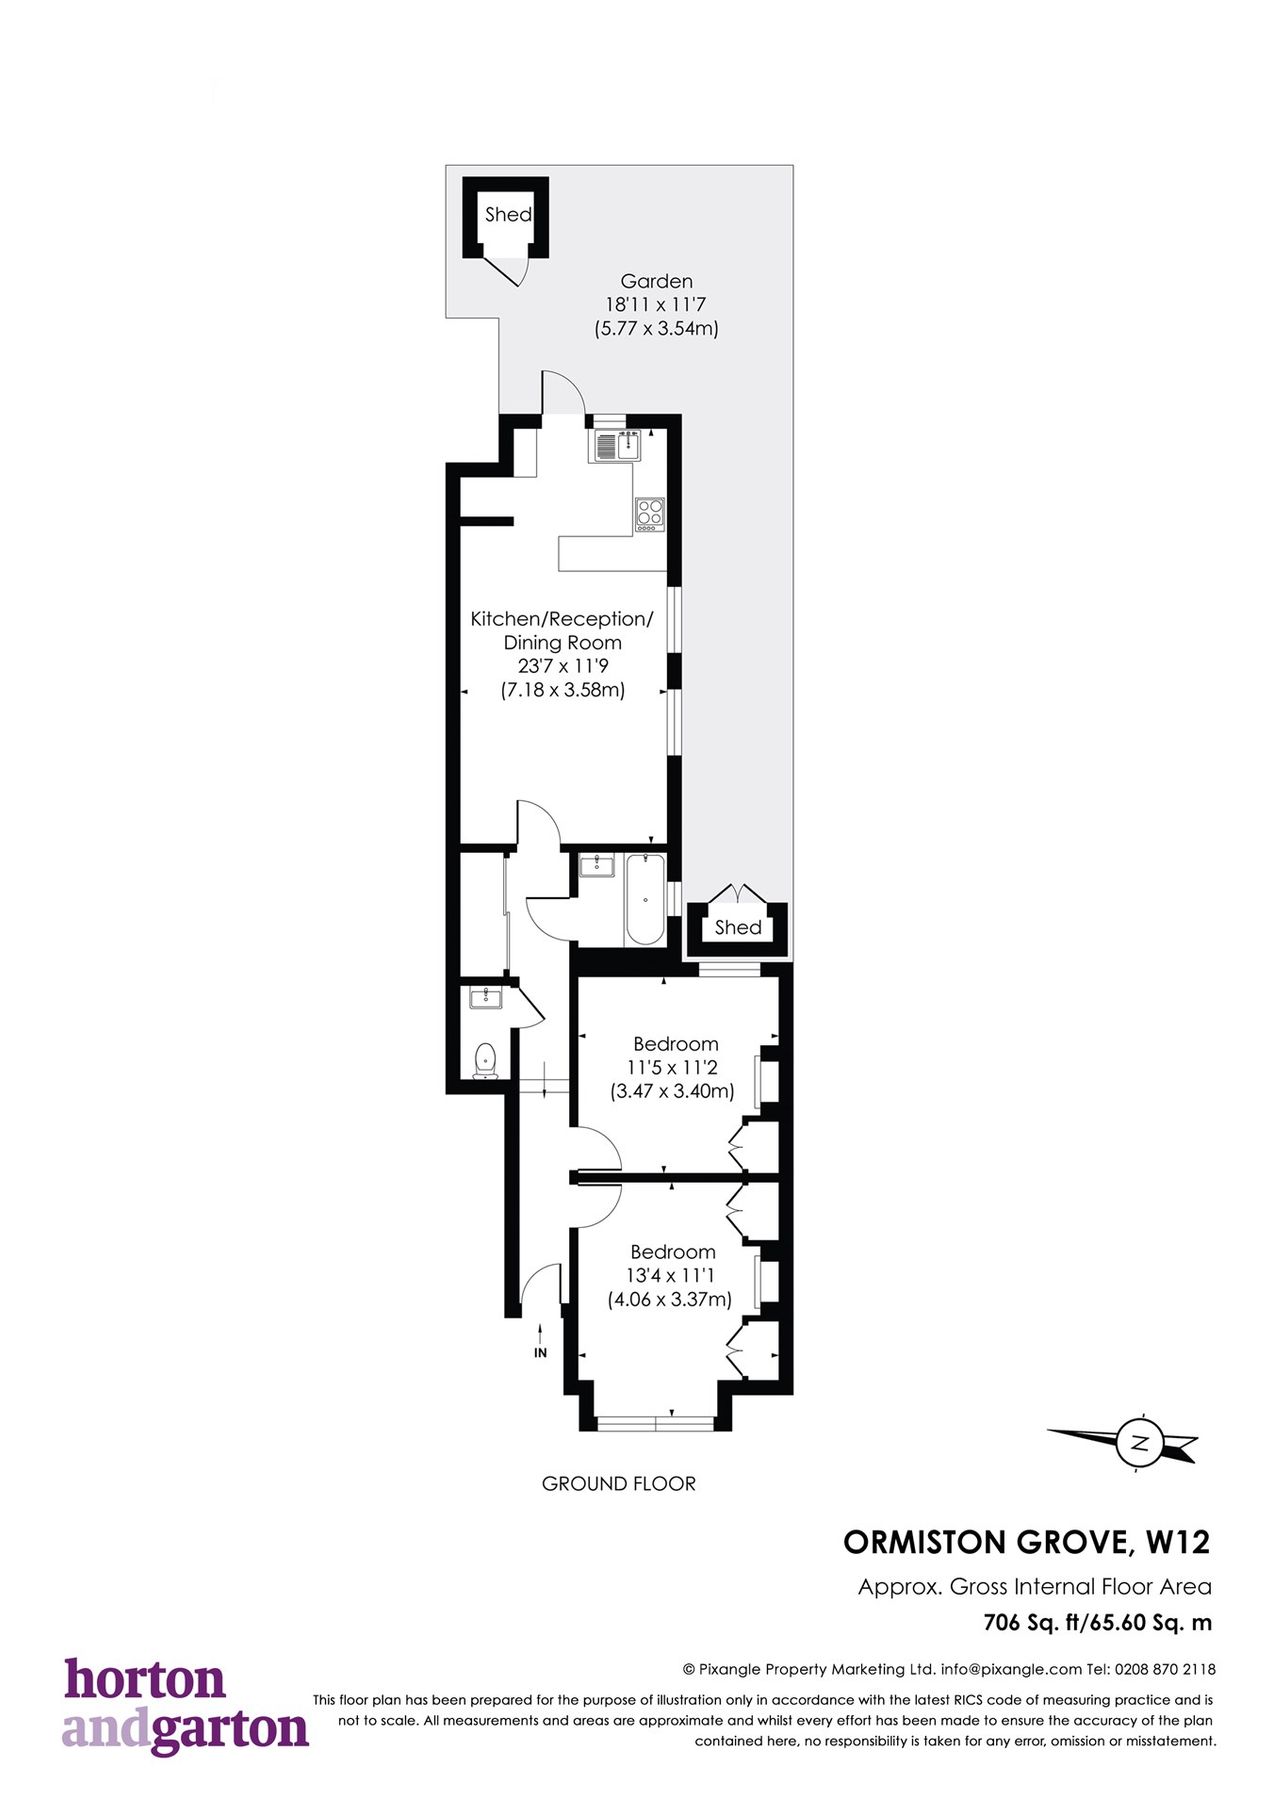 Shed
Garden
18'11 x 11'7
(5.77 x 3.54m)
Kitchen/Reception/
Dining Room
23'7 x 11'9
(7.18 x 3.58m)
Shed
Bedroom
11'5 x 11'2
(3.47 x 3.40m)
Bedroom
13'4 x 11'1
(4.06 x 3.37m)
IN
N
GROUND FLOOR
ORMISTON GROVE, W12
Approx. Gross Internal Floor Area
706 Sq. ft/65.60 Sq. m
horton
andgarton
© Pixangle Property Marketing Ltd. info@pixangle.com Tel: 0208 870 2118
This floor plan has been prepared for the purpose of illustration only in accordance with the latest RICS code of measuring practice and is
not to scale. All measurements and areas are approximate and whilst every effort has been made to ensure the accuracy of the plan
contained here, no responsibility is taken for any error, omission or misstatement.